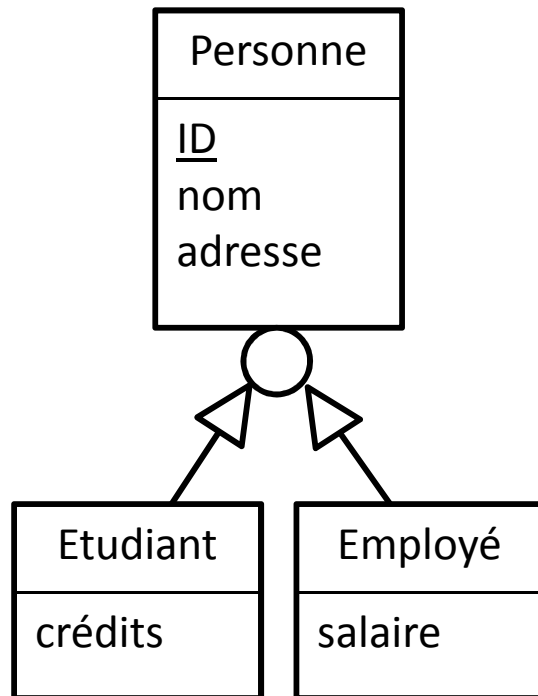 Personne
ID
nom
adresse
Etudiant
crédits
Employé
salaire